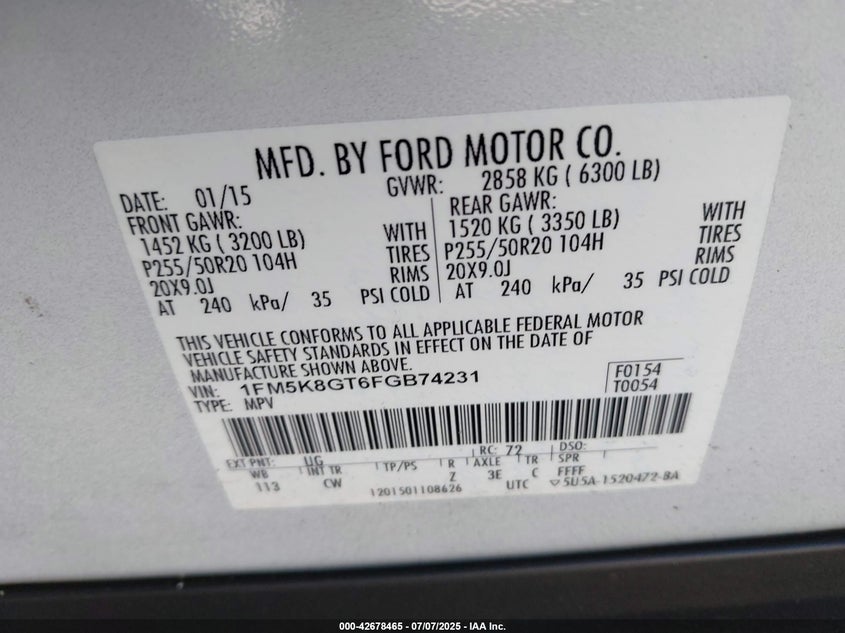 MFD. BY FORD MOTOR CO.
DATE: 01/15
GVWR: 2858 KG ( 6300 LB)
FRONT GAWR:
1452 KG ( 3200 LB) WITH
P255/50R20 104H TIRES
20X9.0J RIMS
AT 240 kPa/ 35 PSI COLD
REAR GAWR:
1520 KG ( 3350 LB) WITH
P255/50R20 104H TIRES
20X9.0J RIMS
AT 240 kPa/ 35 PSI COLD
THIS VEHICLE CONFORMS TO ALL APPLICABLE FEDERAL MOTOR
VEHICLE SAFETY STANDARDS IN EFFECT ON THE DATE OF
MANUFACTURE SHOWN ABOVE.
VIN: 1FM5K8GT6FGB74231
TYPE: MPV
F0154
T0054
EXT PNT: UG RC: 72 DSO:
WB INT TR TP/PS R AXLE TR SPR
113 CW Z 3E C FFFF
1201501108626 UTC ▽5U5A-1520472-BA
000-42678465 - 07/07/2025 - IAA Inc.